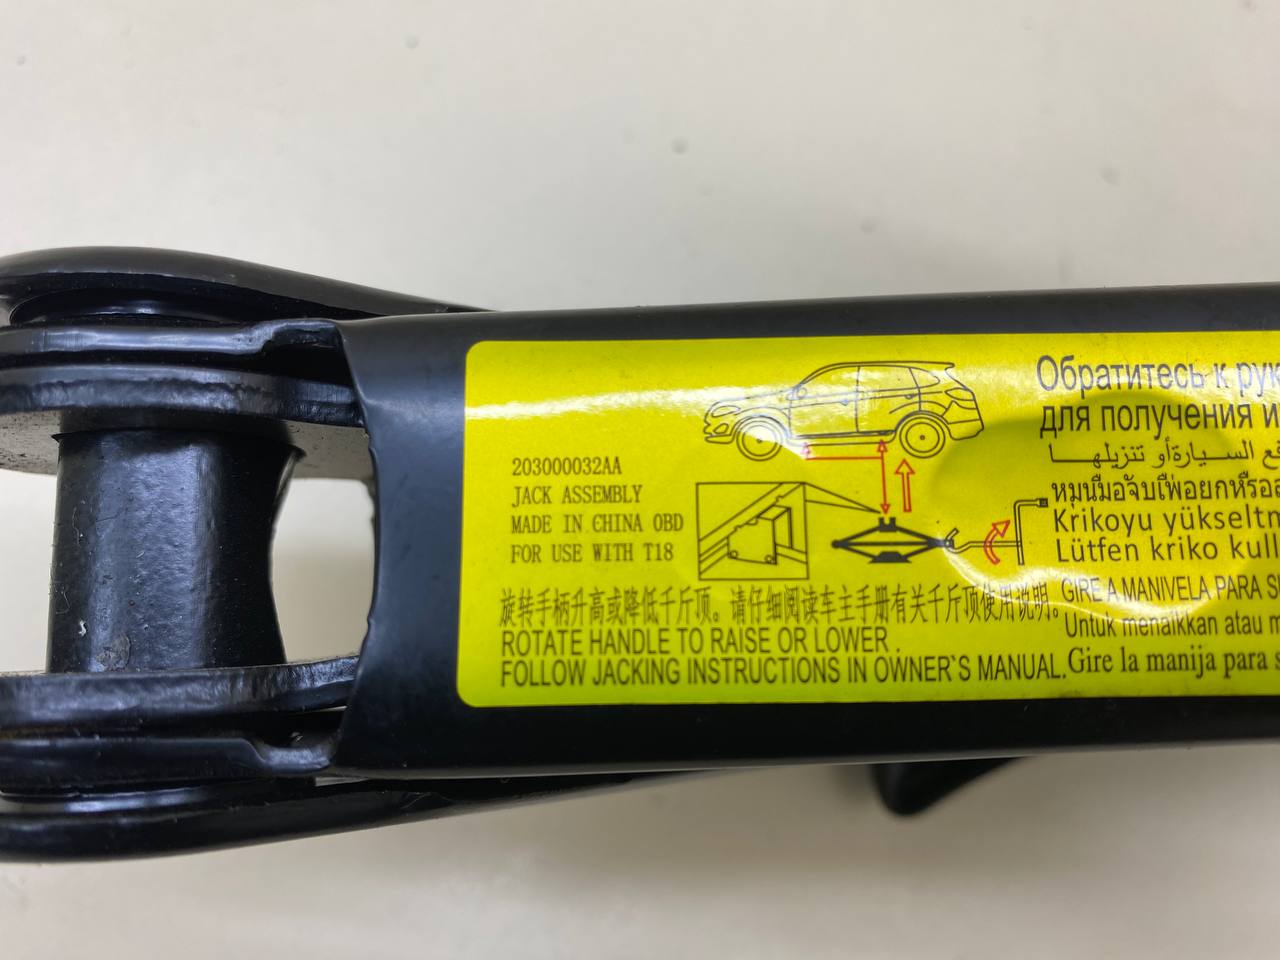 203000032AA
JACK ASSEMBLY
MADE IN CHINA OBD
FOR USE WITH T18
旋转手柄升高或降低千斤顶。请仔细阅读车主手册有关千斤顶使用说明。
ROTATE HANDLE TO RAISE OR LOWER .
FOLLOW JACKING INSTRUCTIONS IN OWNER`S MANUAL.
Обратитесь к рук
для получения и
السيارةأو تنزيلها
Krikoyu yükseltm
Lütfen kriko kull
GIRE A MANIVELA PARA S
Untuk menaikkan atau m
Gire la manija para s